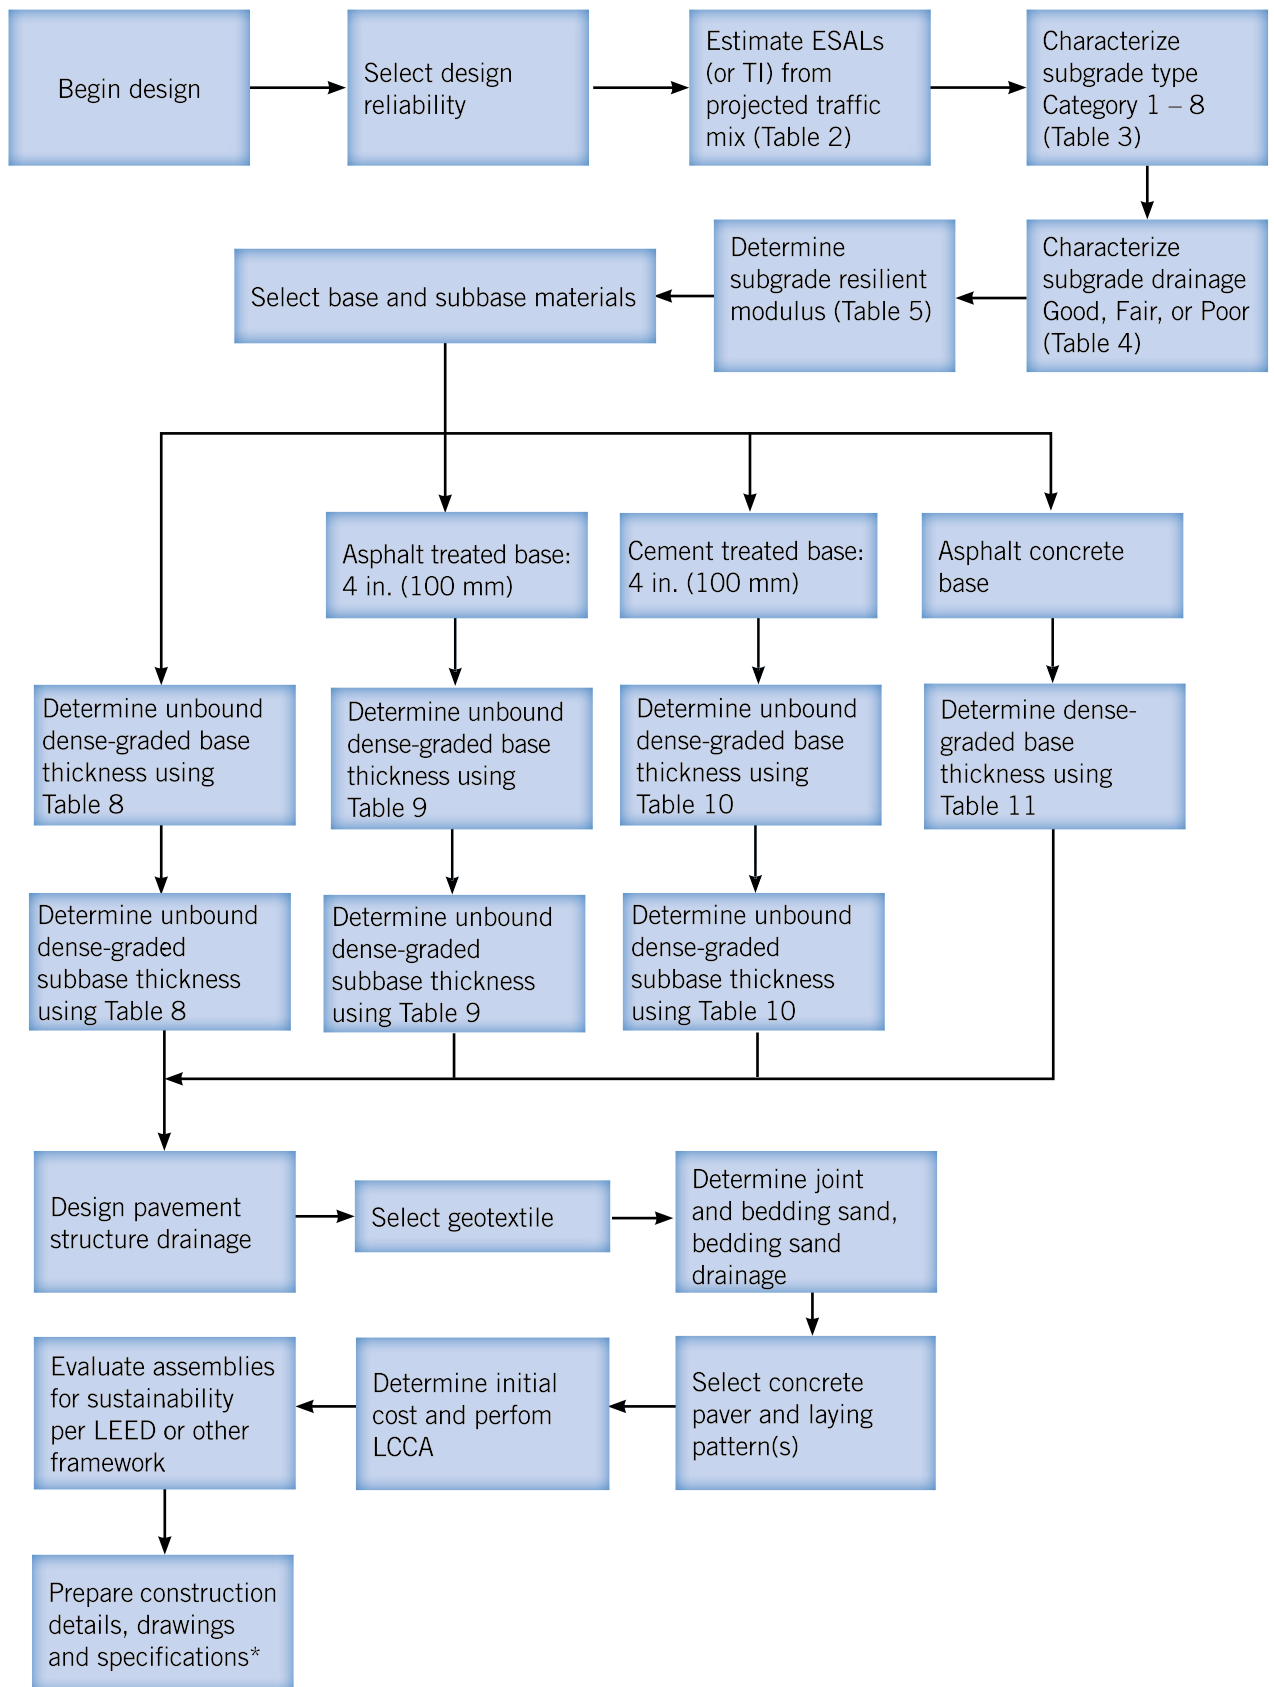 Begin design
Select design
reliability
Estimate ESALs
(or TI) from
projected traffic
mix (Table 2)
Characterize
subgrade type
Category 1 – 8
(Table 3)
Characterize
subgrade drainage
Good, Fair, or Poor
(Table 4)
Determine
subgrade resilient
modulus (Table 5)
Select base and subbase materials
Asphalt treated base:
4 in. (100 mm)
Cement treated base:
4 in. (100 mm)
Asphalt concrete
base
Determine unbound
dense-graded base
thickness using
Table 8
Determine unbound
dense-graded base
thickness using
Table 9
Determine unbound
dense-graded base
thickness using
Table 10
Determine dense-
graded base
thickness using
Table 11
Determine unbound
dense-graded
subbase thickness
using Table 8
Determine unbound
dense-graded
subbase thickness
using Table 9
Determine unbound
dense-graded
subbase thickness
using Table 10
Design pavement
structure drainage
Select geotextile
Determine joint
and bedding sand,
bedding sand
drainage
Select concrete
paver and laying
pattern(s)
Determine initial
cost and perfom
LCCA
Evaluate assemblies
for sustainability
per LEED or other
framework
Prepare construction
details, drawings
and specifications*